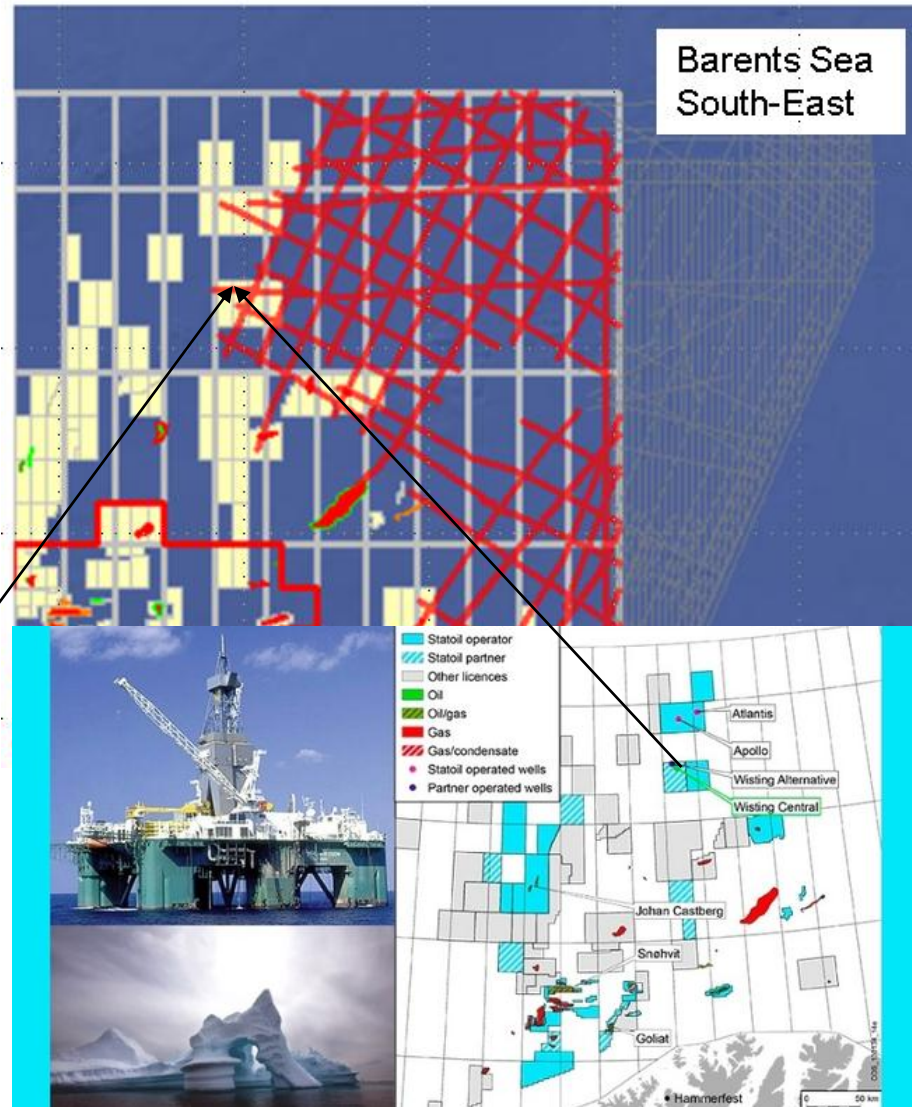 Barents Sea
South-East
Statoil operator
Statoil partner
Other licences
Oil
Oil/gas
Gas
Gas/condensate
Statoil operated wells
Partner operated wells
Atlantis
Apollo
Wisting Alternative
Wisting Central
Johan Castberg
Snøhvit
Goliat
Hammerfest
0 50 km